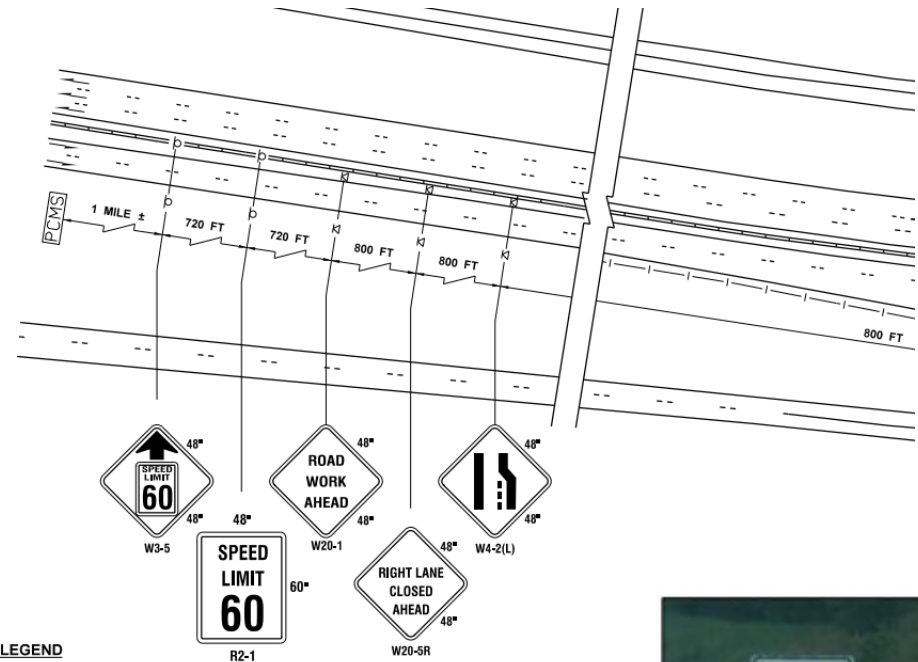 PCMS
1 MILE ±
720 FT
720 FT
800 FT
800 FT
800 FT
SPEED
LIMIT
60
48"
48"
W3-5
48"
SPEED
LIMIT
60
60"
R2-1
ROAD
WORK
AHEAD
48"
48"
W20-1
RIGHT LANE
CLOSED
AHEAD
48"
48"
W20-5R
48"
48"
W4-2(L)
LEGEND